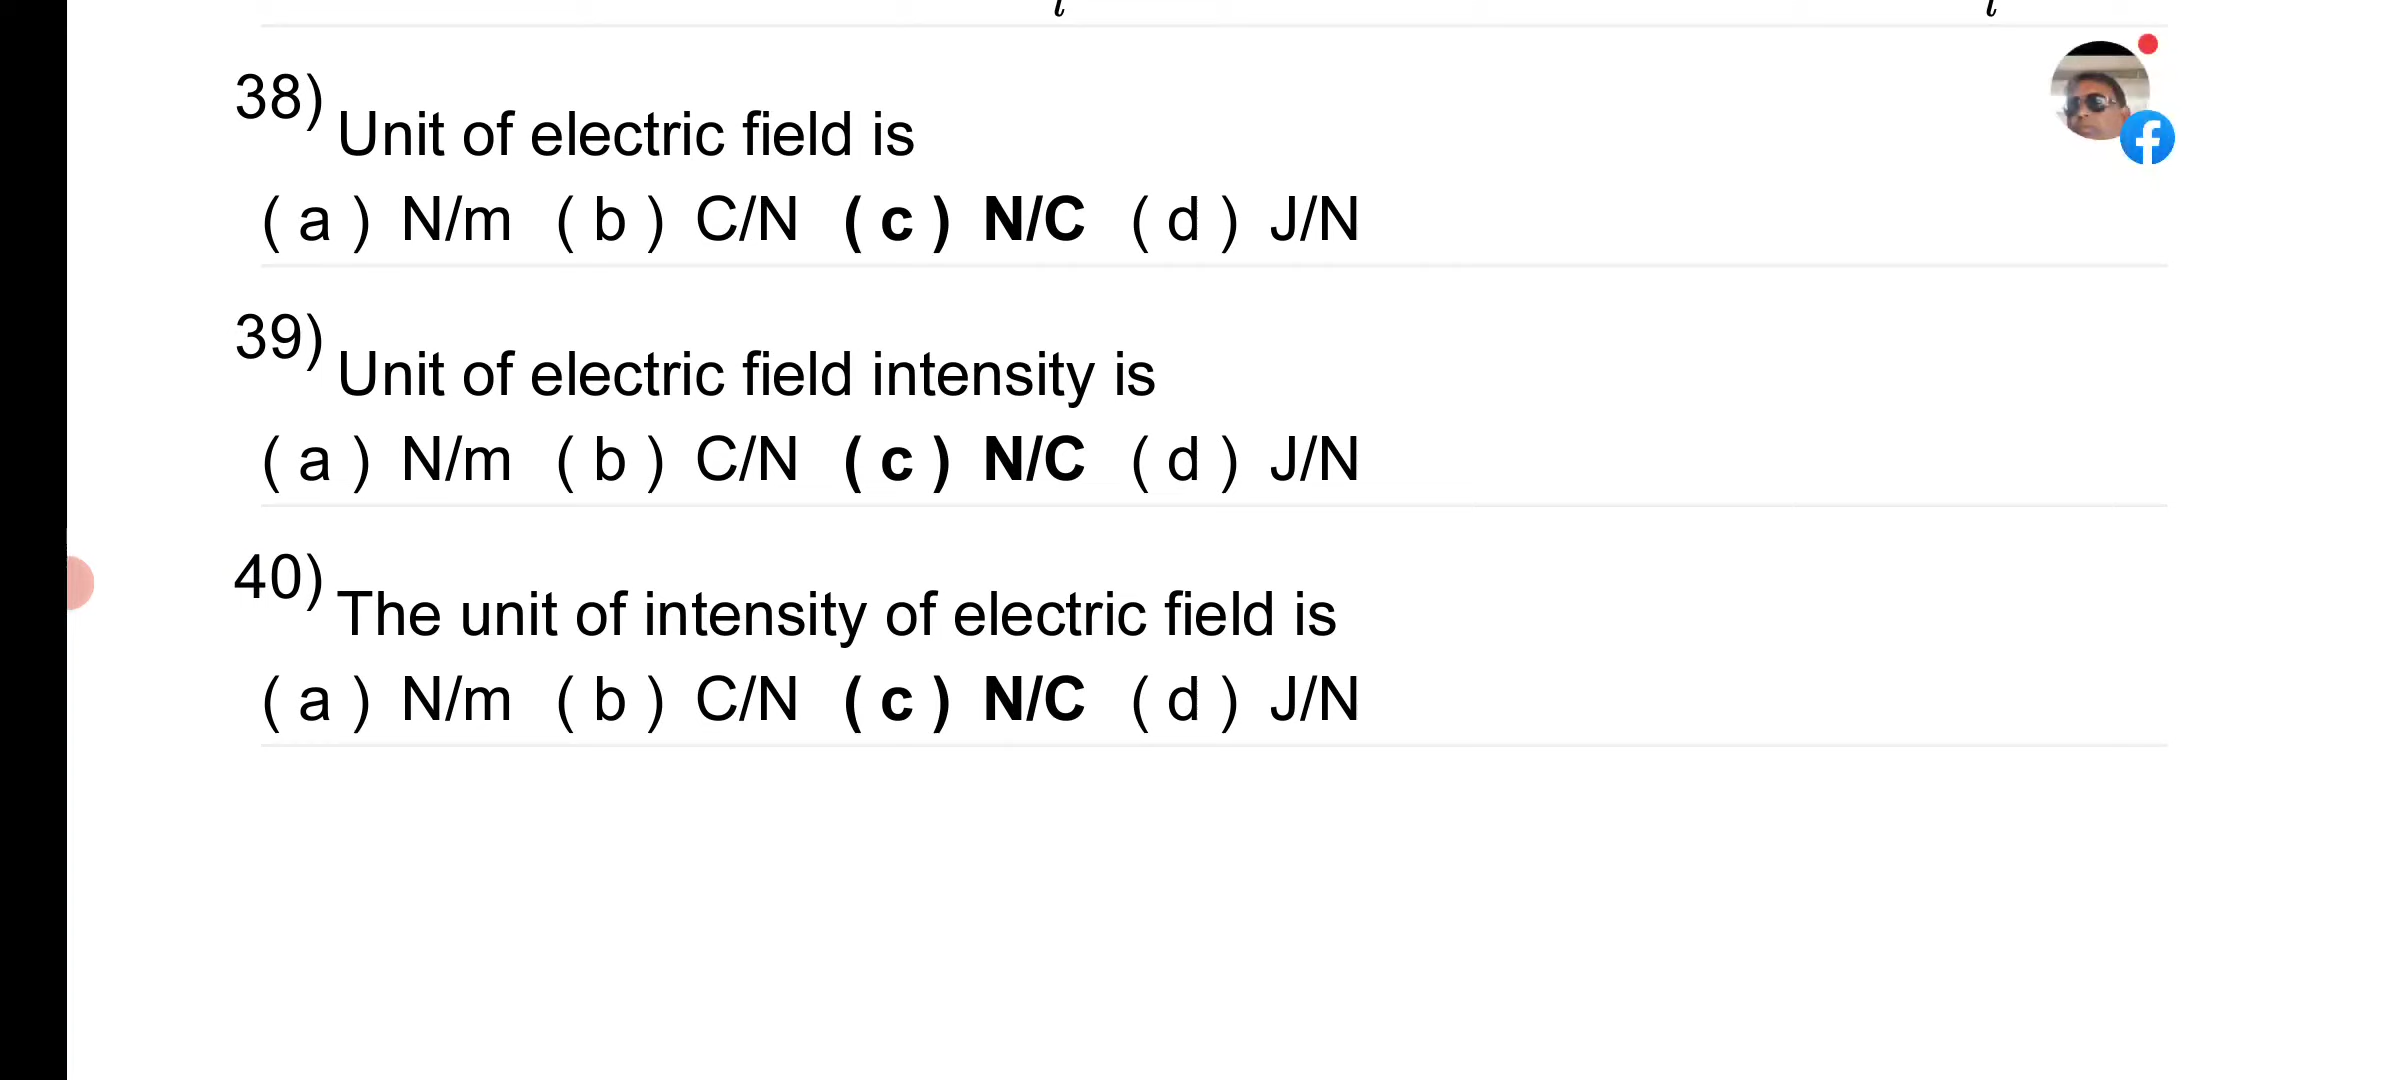 38)
Unit of electric field is
( a ) N/m ( b ) C/N ( c ) N/C ( d ) J/N
39)
Unit of electric field intensity is
( a ) N/m ( b ) C/N ( c ) N/C ( d ) J/N
40)
The unit of intensity of electric field is
( a ) N/m ( b ) C/N ( c ) N/C ( d ) J/N